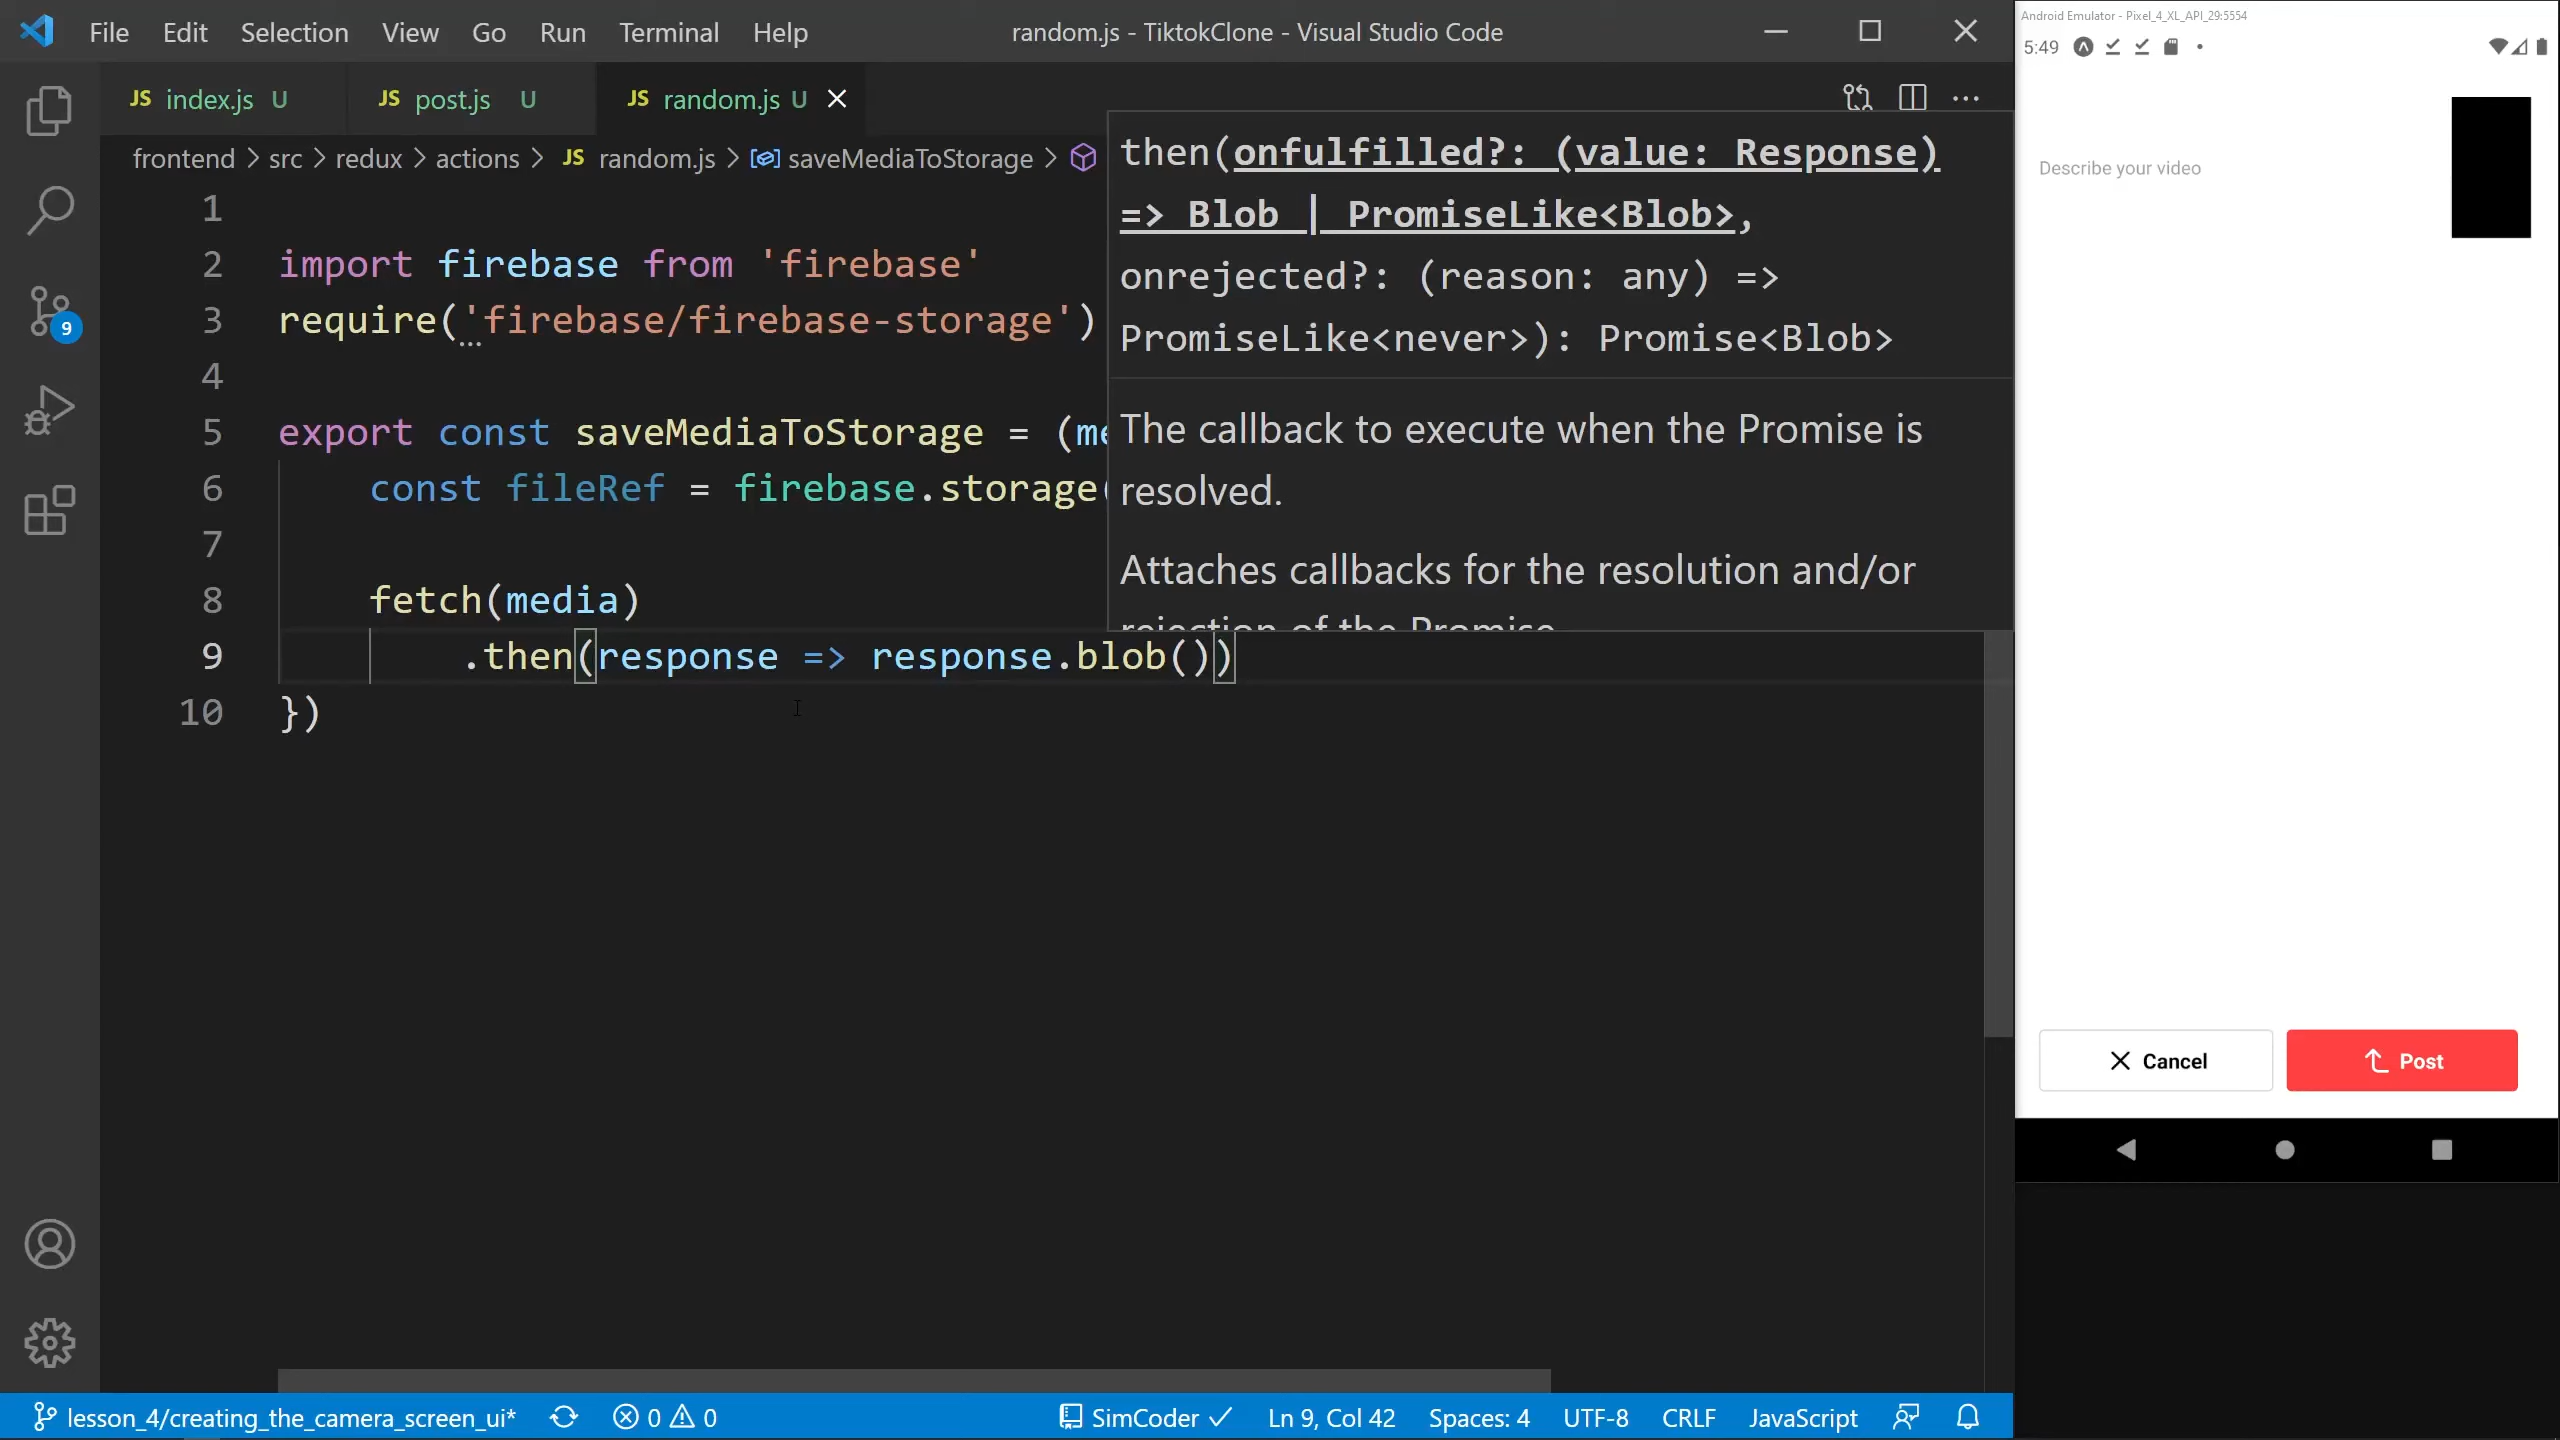 File Edit Selection View Go Run Terminal Help
random.js - TiktokClone - Visual Studio Code
JS index.js U
JS post.js U
JS random.js U
frontend > src > redux > actions > JS random.js > saveMediaToStorage >
then(onfulfilled?: (value: Response)
=> Blob | PromiseLike<Blob>,
onrejected?: (reason: any) =>
PromiseLike<never>): Promise<Blob>
The callback to execute when the Promise is
resolved.
Attaches callbacks for the resolution and/or
rejection of the Promise.
1
2 import firebase from 'firebase'
3 require('firebase/firebase-storage')
4
5 export const saveMediaToStorage = (me
6 const fileRef = firebase.storage(
7
8 fetch(media)
9 .then(response => response.blob())
10 })
9
lesson_4/creating_the_camera_screen_ui* 0 0
SimCoder Ln 9, Col 42 Spaces: 4 UTF-8 CRLF JavaScript
Android Emulator - Pixel_4_XL_API_29:5554
5:49
Describe your video
Cancel
Post